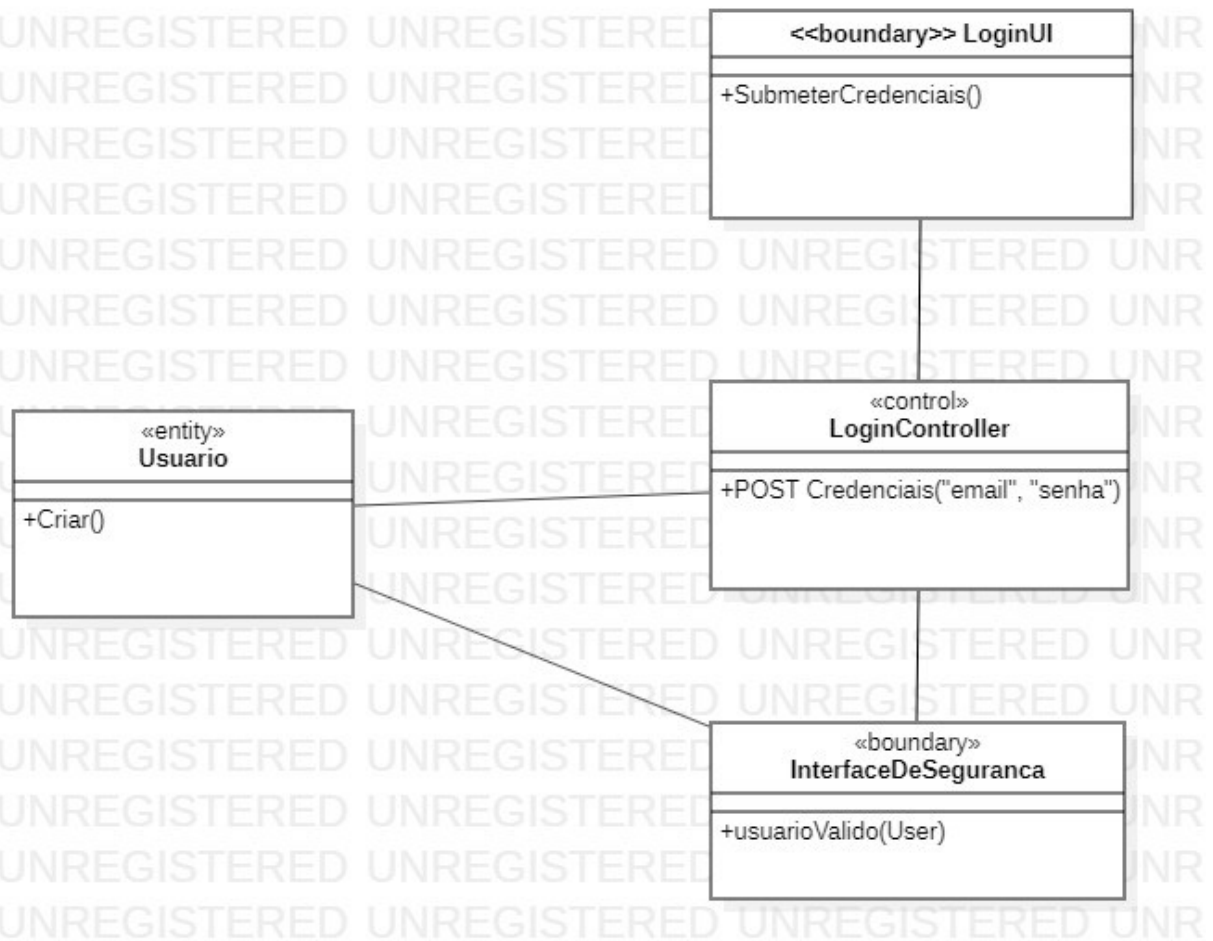 UNREGISTERED UNREGISTERED UNREGISTERED UNR
<<boundary>> LoginUI
+SubmeterCredenciais()
«control»
LoginController
+POST Credenciais("email", "senha")
«entity»
Usuario
+Criar()
«boundary»
InterfaceDeSeguranca
+usuarioValido(User)